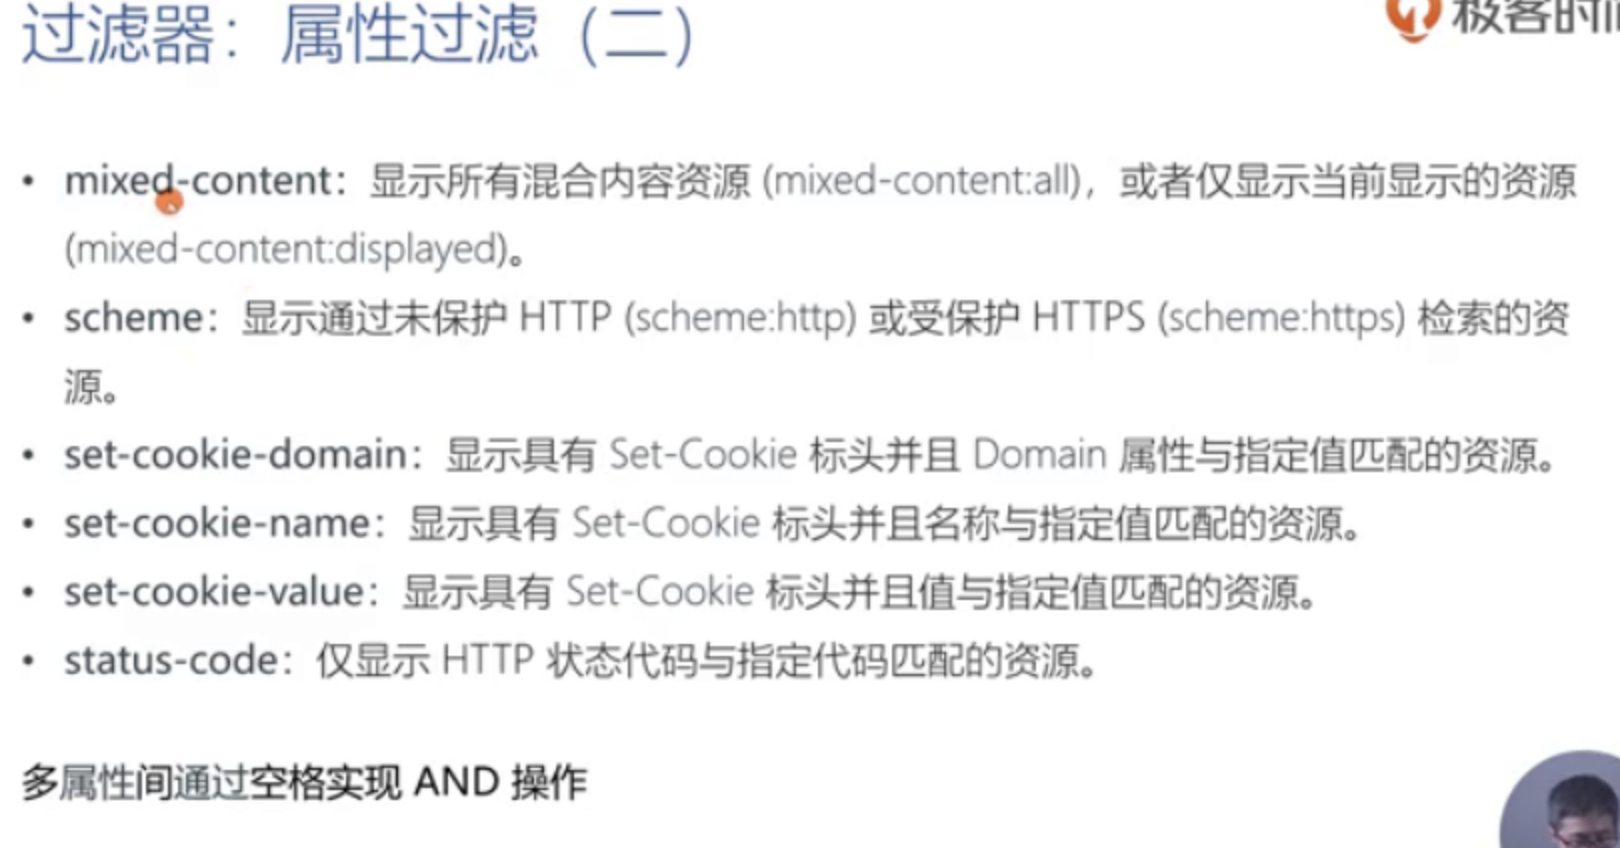 过滤器：属性过滤（二）
极客时间
• mixed-content：显示所有混合内容资源 (mixed-content:all)，或者仅显示当前显示的资源
(mixed-content:displayed)。
• scheme：显示通过未保护 HTTP (scheme:http) 或受保护 HTTPS (scheme:https) 检索的资
源。
• set-cookie-domain：显示具有 Set-Cookie 标头并且 Domain 属性与指定值匹配的资源。
• set-cookie-name：显示具有 Set-Cookie 标头并且名称与指定值匹配的资源。
• set-cookie-value：显示具有 Set-Cookie 标头并且值与指定值匹配的资源。
• status-code：仅显示 HTTP 状态代码与指定代码匹配的资源。
多属性间通过空格实现 AND 操作